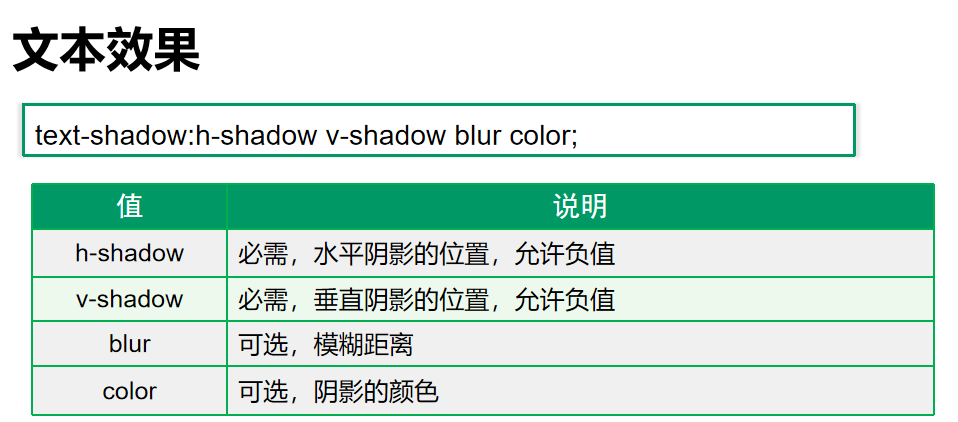 文本效果
text-shadow:h-shadow v-shadow blur color;
值 说明
h-shadow 必需，水平阴影的位置，允许负值
v-shadow 必需，垂直阴影的位置，允许负值
blur 可选，模糊距离
color 可选，阴影的颜色